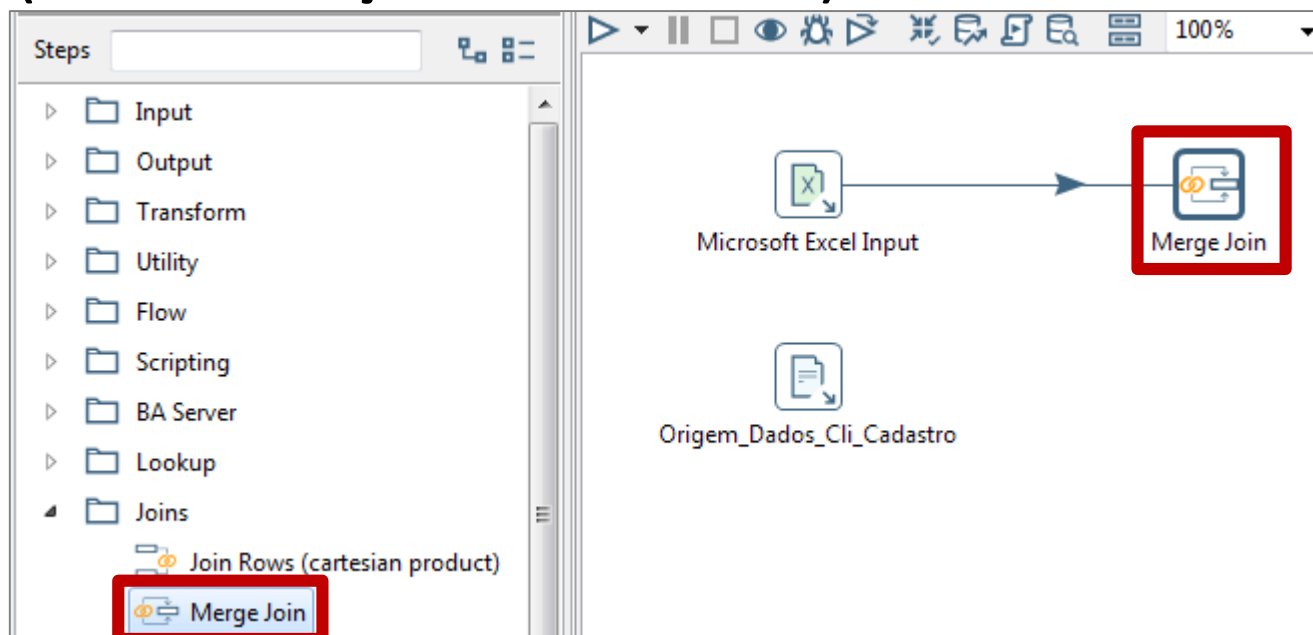 Steps
100%
Input
Output
Transform
Utility
Flow
Scripting
BA Server
Lookup
Joins
Join Rows (cartesian product)
Merge Join
Microsoft Excel Input
Merge Join
Origem_Dados_Cli_Cadastro